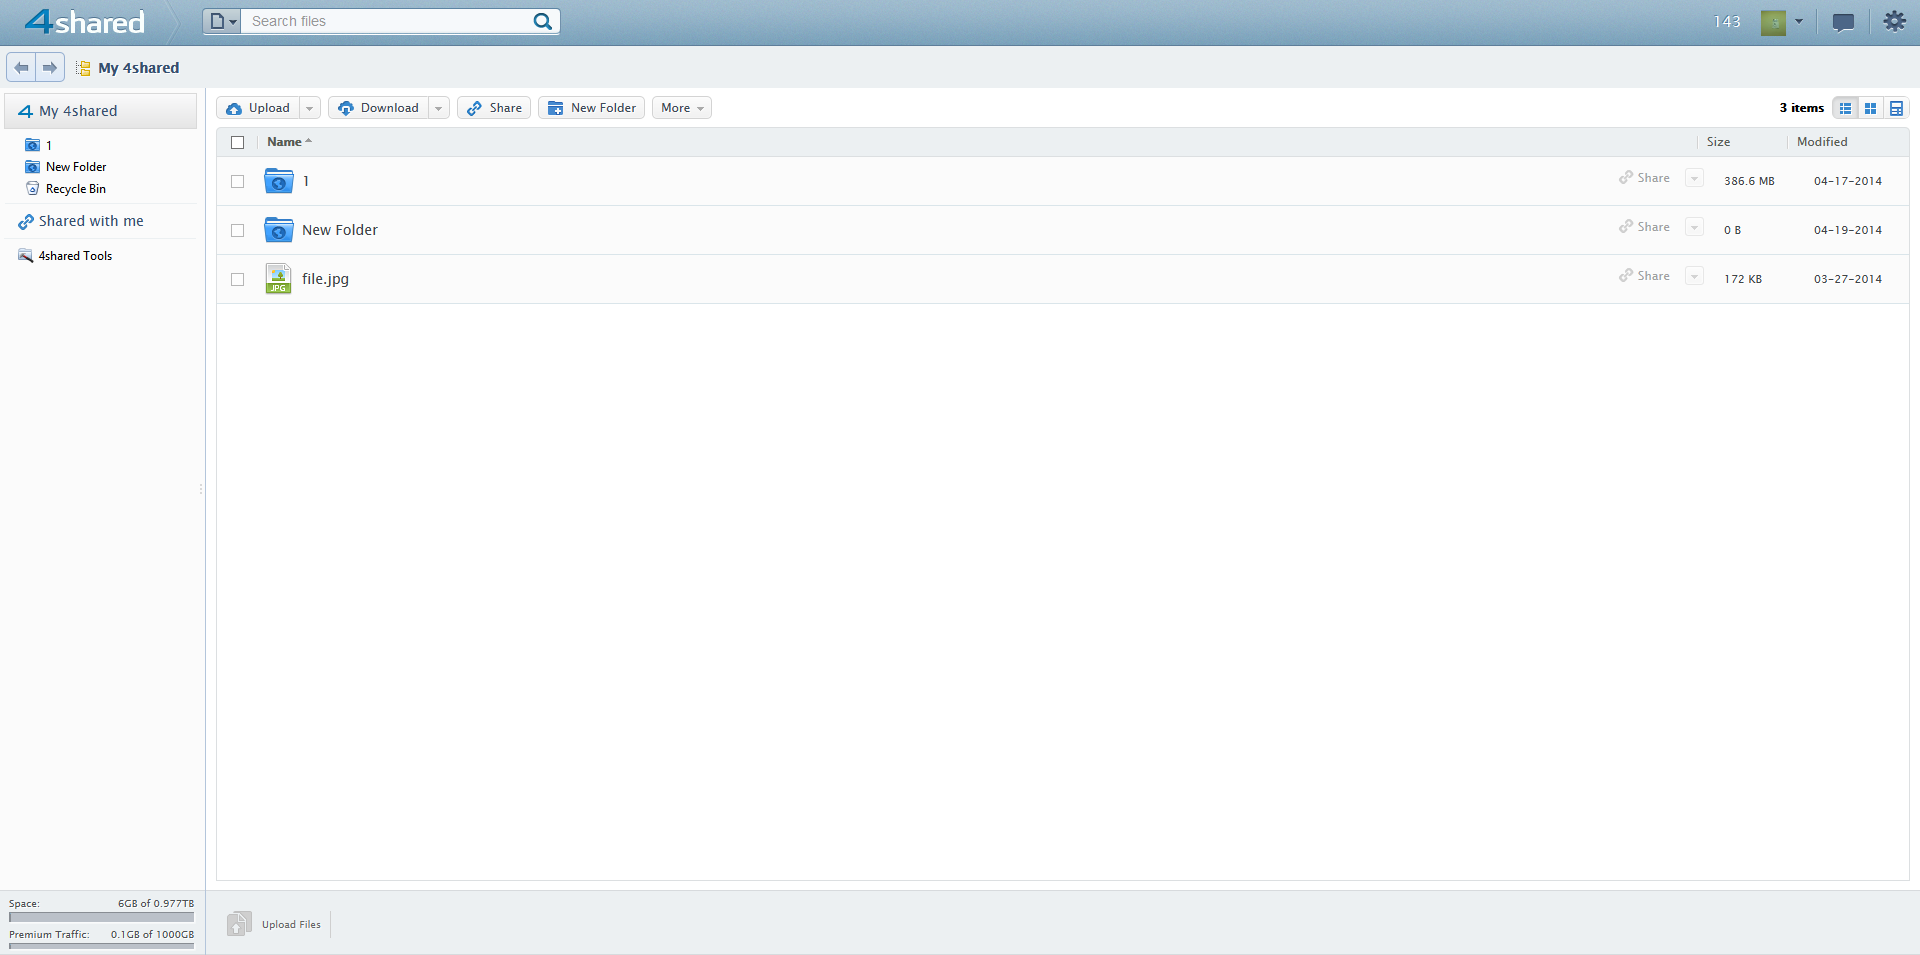 4shared
Search files
143
My 4shared
My 4shared
1
New Folder
Recycle Bin
Shared with me
4shared Tools
Upload Download Share New Folder More 3 items
Name Size Modified
1 Share 386.6 MB 04-17-2014
New Folder Share 0 B 04-19-2014
JPG file.jpg Share 172 KB 03-27-2014
Space: 6GB of 0.977TB
Premium Traffic: 0.1GB of 1000GB
Upload Files